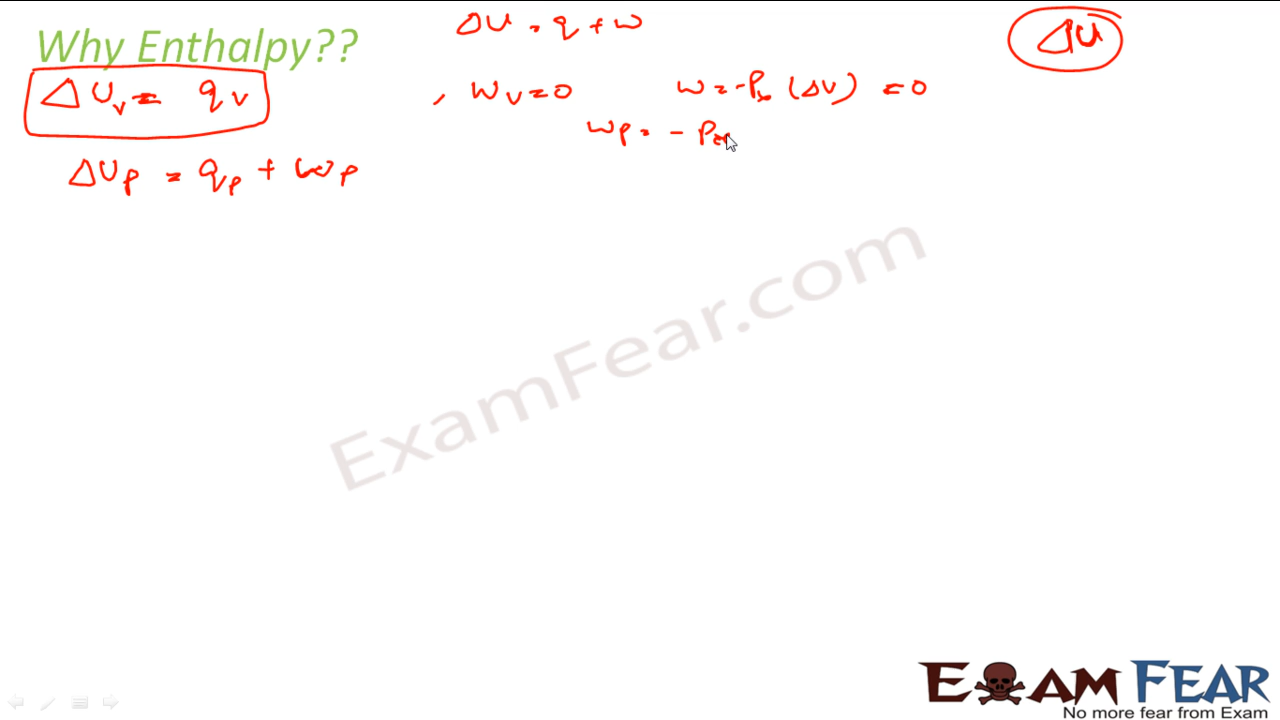 Why Enthalpy??
ΔU = q + w
ΔU
ΔUv = qv
, Wv = 0
w = -Pex (ΔV) = 0
wp = - Pex
ΔUp = qp + wp
ExamFear.com
EXAM FEAR
No more fear from Exam